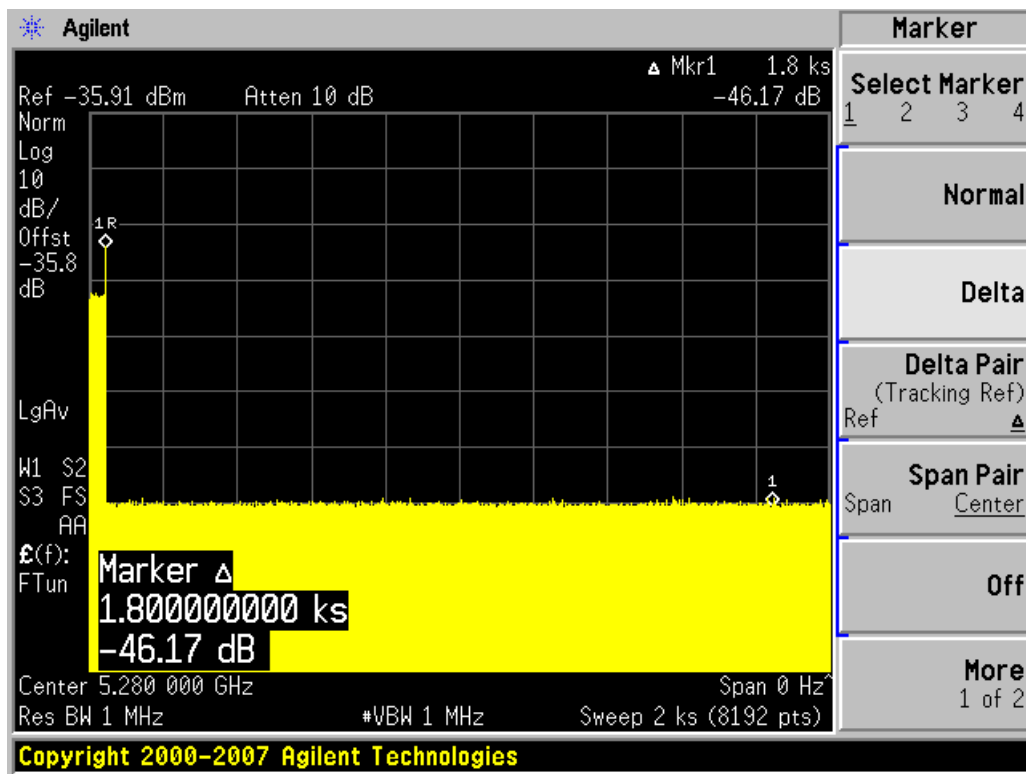 Agilent
Marker
Δ Mkr1 1.8 ks
Ref −35.91 dBm Atten 10 dB −46.17 dB
Norm
Log
10
dB/
Offst
−35.8
dB
1R
LgAv
W1 S2
S3 FS
AA
£(f):
FTun
1
Marker Δ
1.800000000 ks
−46.17 dB
Center 5.280 000 GHz Span 0 Hz^
Res BW 1 MHz #VBW 1 MHz Sweep 2 ks (8192 pts)
Copyright 2000–2007 Agilent Technologies
Select Marker
1 2 3 4
Normal
Delta
Delta Pair
(Tracking Ref)
Ref Δ
Span Pair
Span Center
Off
More
1 of 2